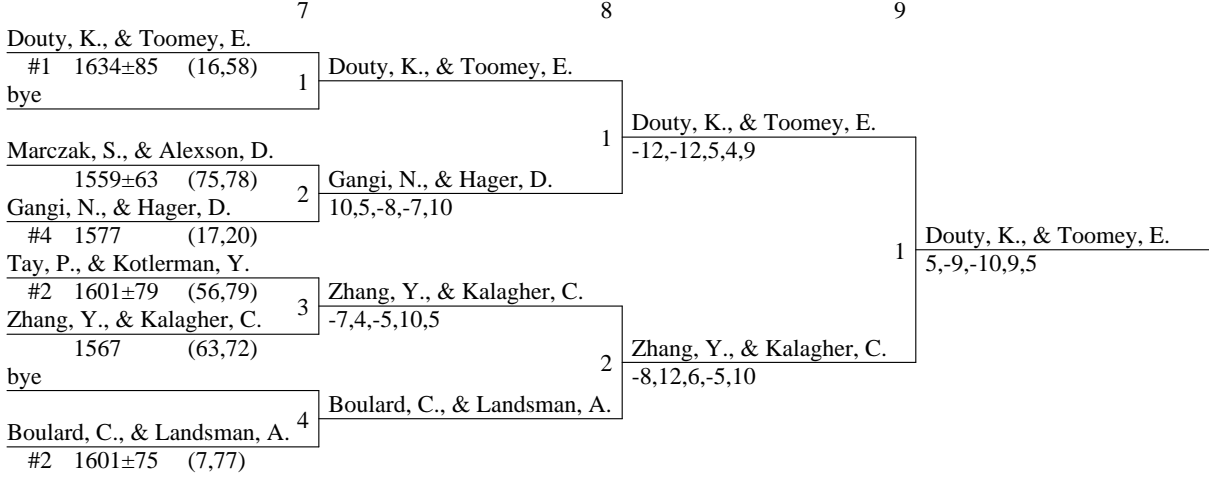 7 8 9
Douty, K., & Toomey, E.
#1 1634±85 (16,58)
1 Douty, K., & Toomey, E.
bye
1 Douty, K., & Toomey, E.
-12,-12,5,4,9
Marczak, S., & Alexson, D.
1559±63 (75,78)
2 Gangi, N., & Hager, D.
Gangi, N., & Hager, D.
10,5,-8,-7,10
#4 1577 (17,20)
1 Douty, K., & Toomey, E.
5,-9,-10,9,5
Tay, P., & Kotlerman, Y.
#2 1601±79 (56,79)
3 Zhang, Y., & Kalagher, C.
Zhang, Y., & Kalagher, C.
-7,4,-5,10,5
1567 (63,72)
2 Zhang, Y., & Kalagher, C.
-8,12,6,-5,10
bye
4 Boulard, C., & Landsman, A.
Boulard, C., & Landsman, A.
#2 1601±75 (7,77)